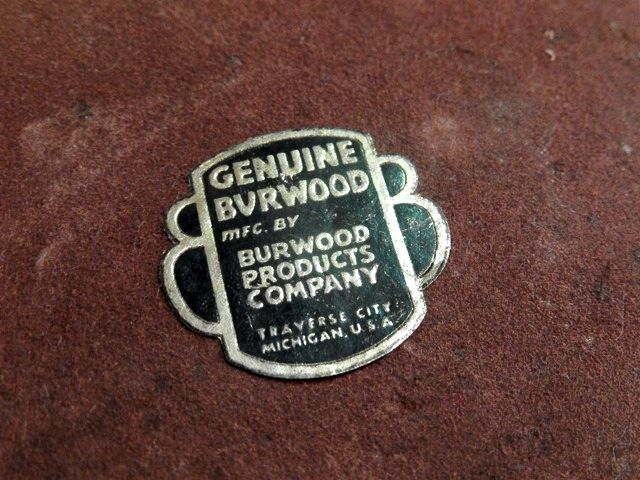 GENUINE
BURWOOD
MFG. BY
BURWOOD
PRODUCTS
COMPANY
TRAVERSE CITY
MICHIGAN, U.S.A.